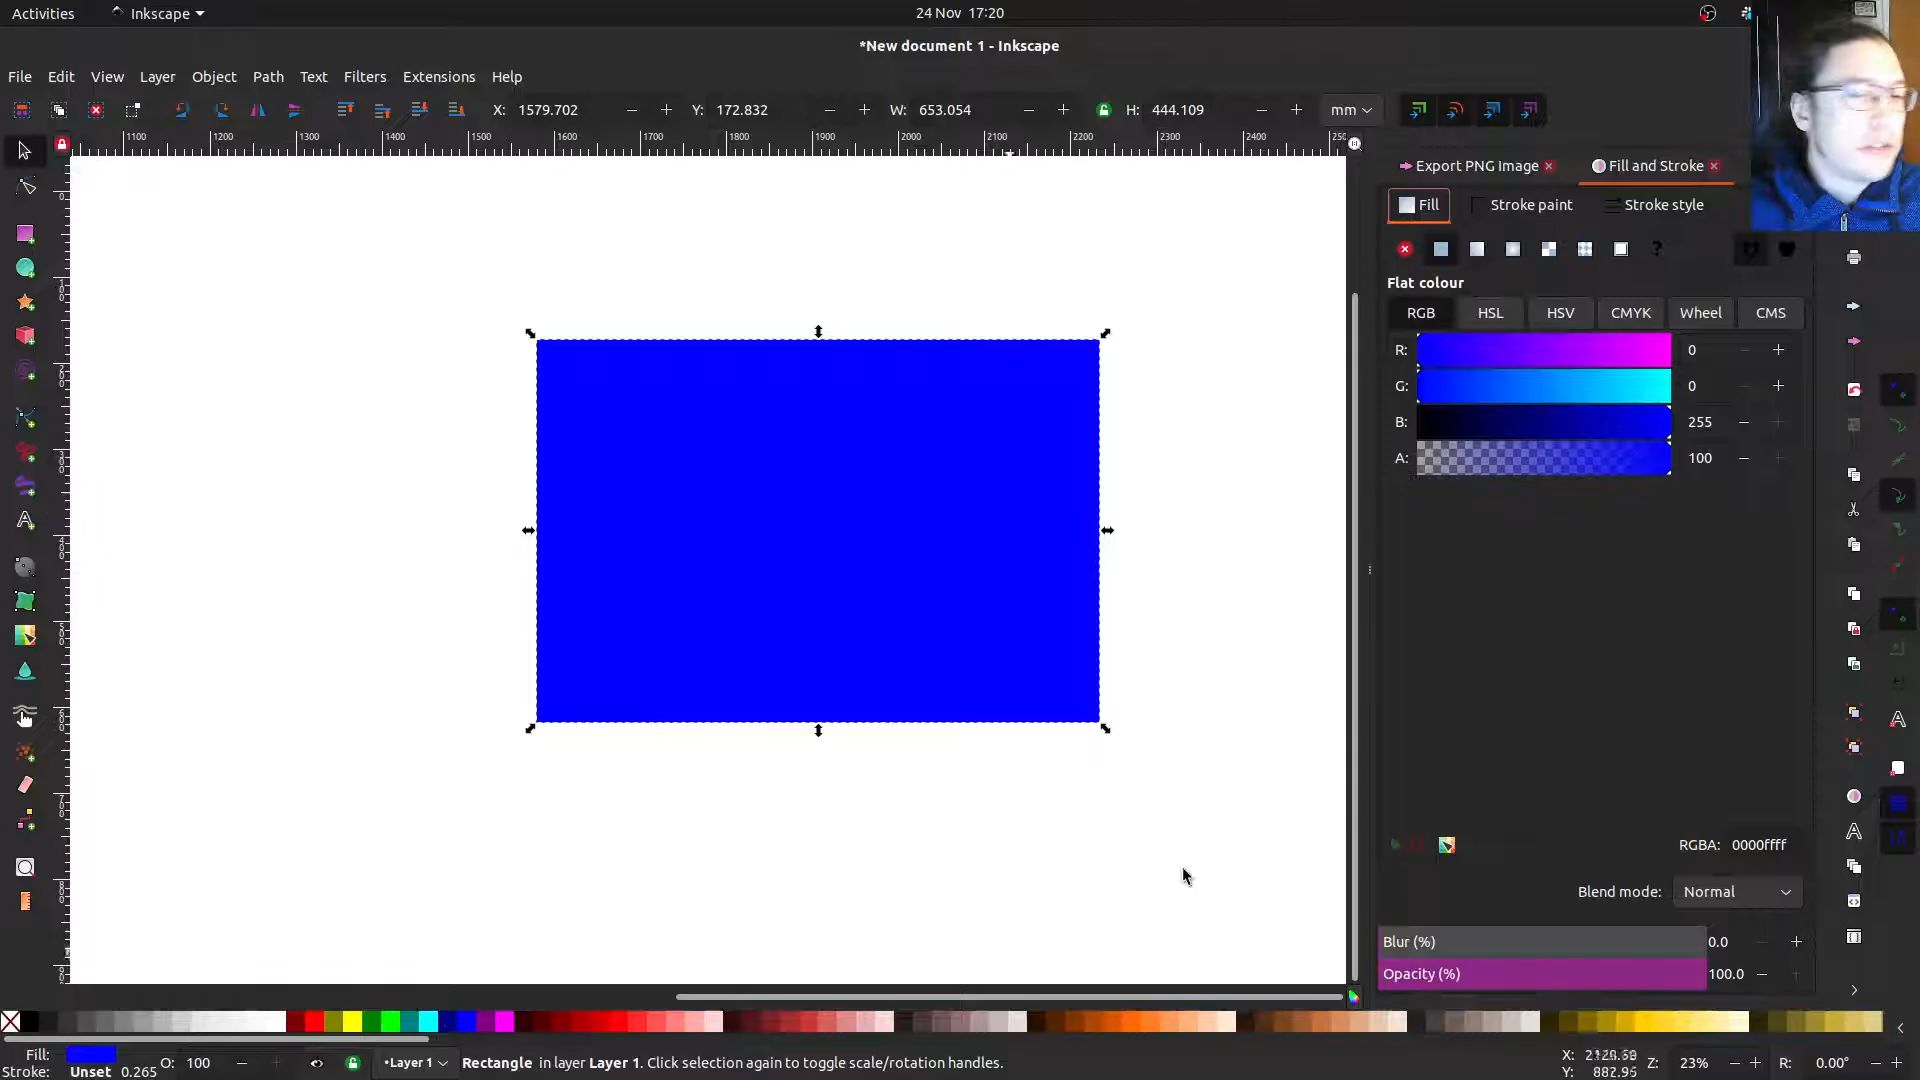 Activities Inkscape 24 Nov 17:20
*New document 1 - Inkscape
File Edit View Layer Object Path Text Filters Extensions Help
X: 1579.702 Y: 172.832 W: 653.054 H: 444.109 mm
1100 1200 1300 1400 1500 1600 1700 1800 1900 2000 2100 2200 2300 2400
Export PNG Image Fill and Stroke
Fill Stroke paint Stroke style
Flat colour
RGB HSL HSV CMYK Wheel CMS
R: 0
G: 0
B: 255
A: 100
RGBA: 0000ffff
Blend mode: Normal
Blur (%) 0.0
Opacity (%) 100.0
Fill: O: 100 •Layer 1 Rectangle in layer Layer 1. Click selection again to toggle scale/rotation handles. X: Z: 23% R: 0.00°
Stroke: Unset 0.265 Y: 882.95